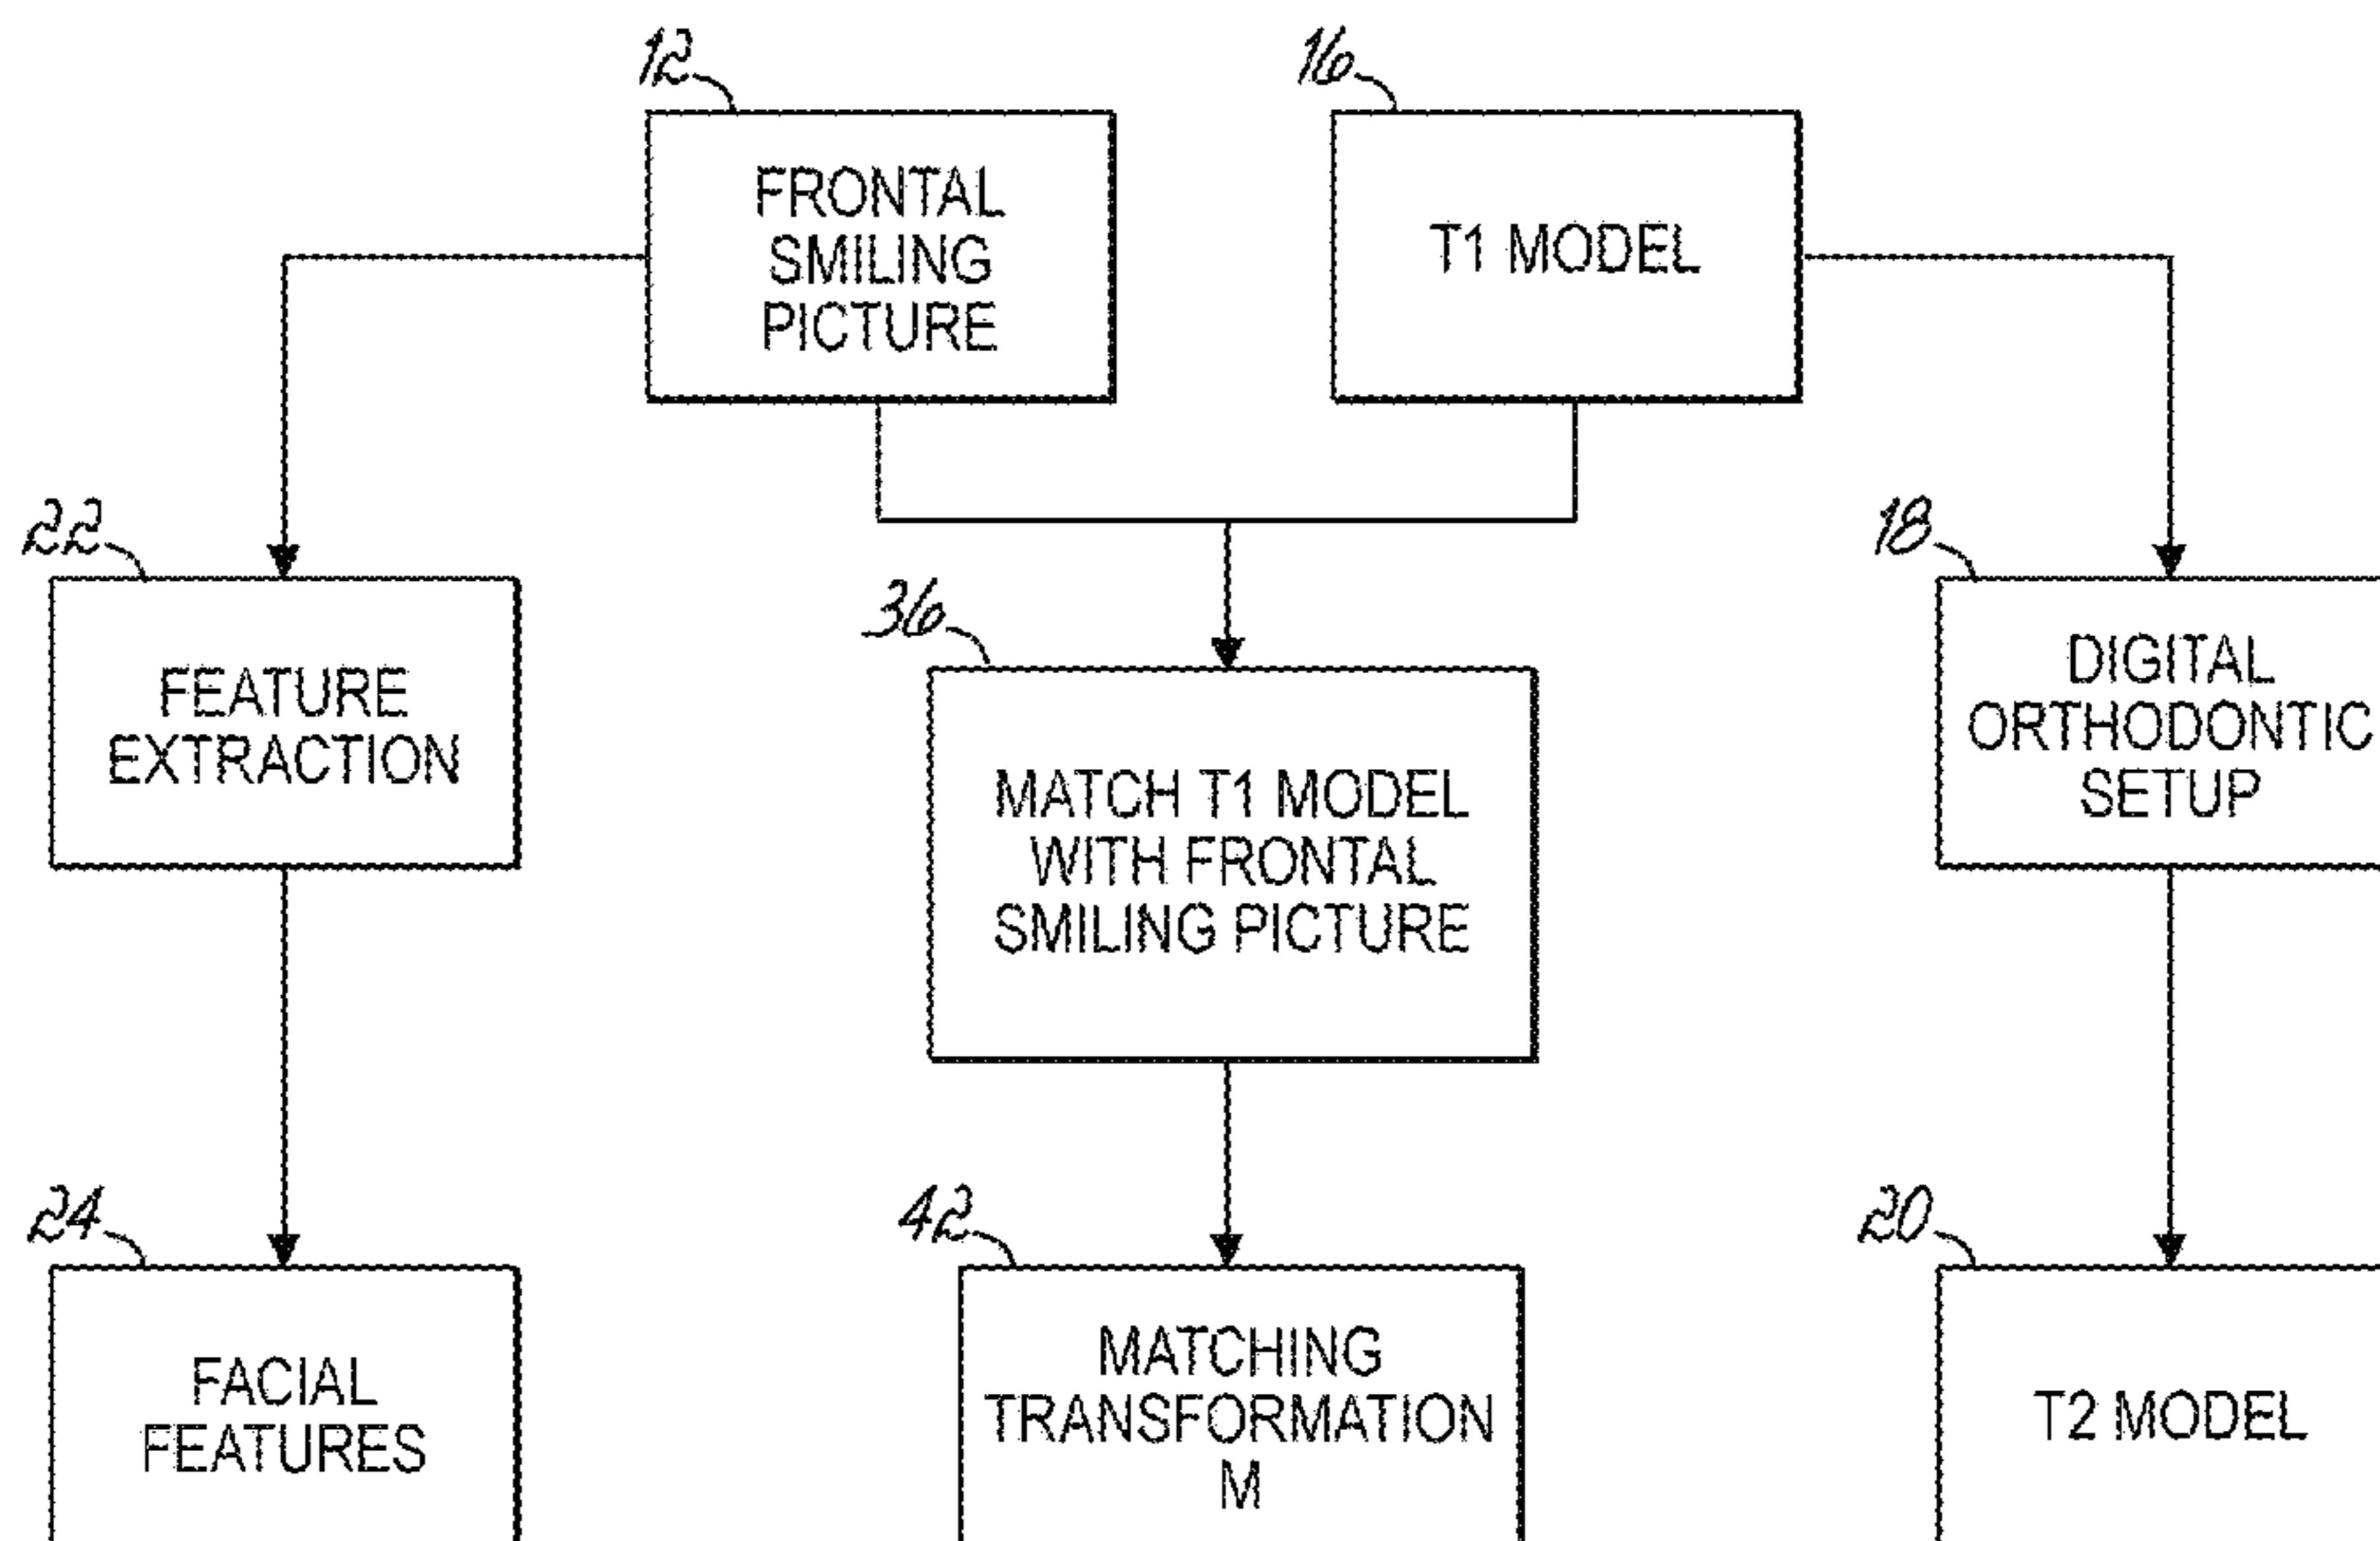 12
16
FRONTAL
SMILING
PICTURE
T1 MODEL
22
18
36
FEATURE
EXTRACTION
DIGITAL
ORTHODONTIC
SETUP
MATCH T1 MODEL
WITH FRONTAL
SMILING PICTURE
24
42
20
FACIAL
FEATURES
MATCHING
TRANSFORMATION
M
T2 MODEL